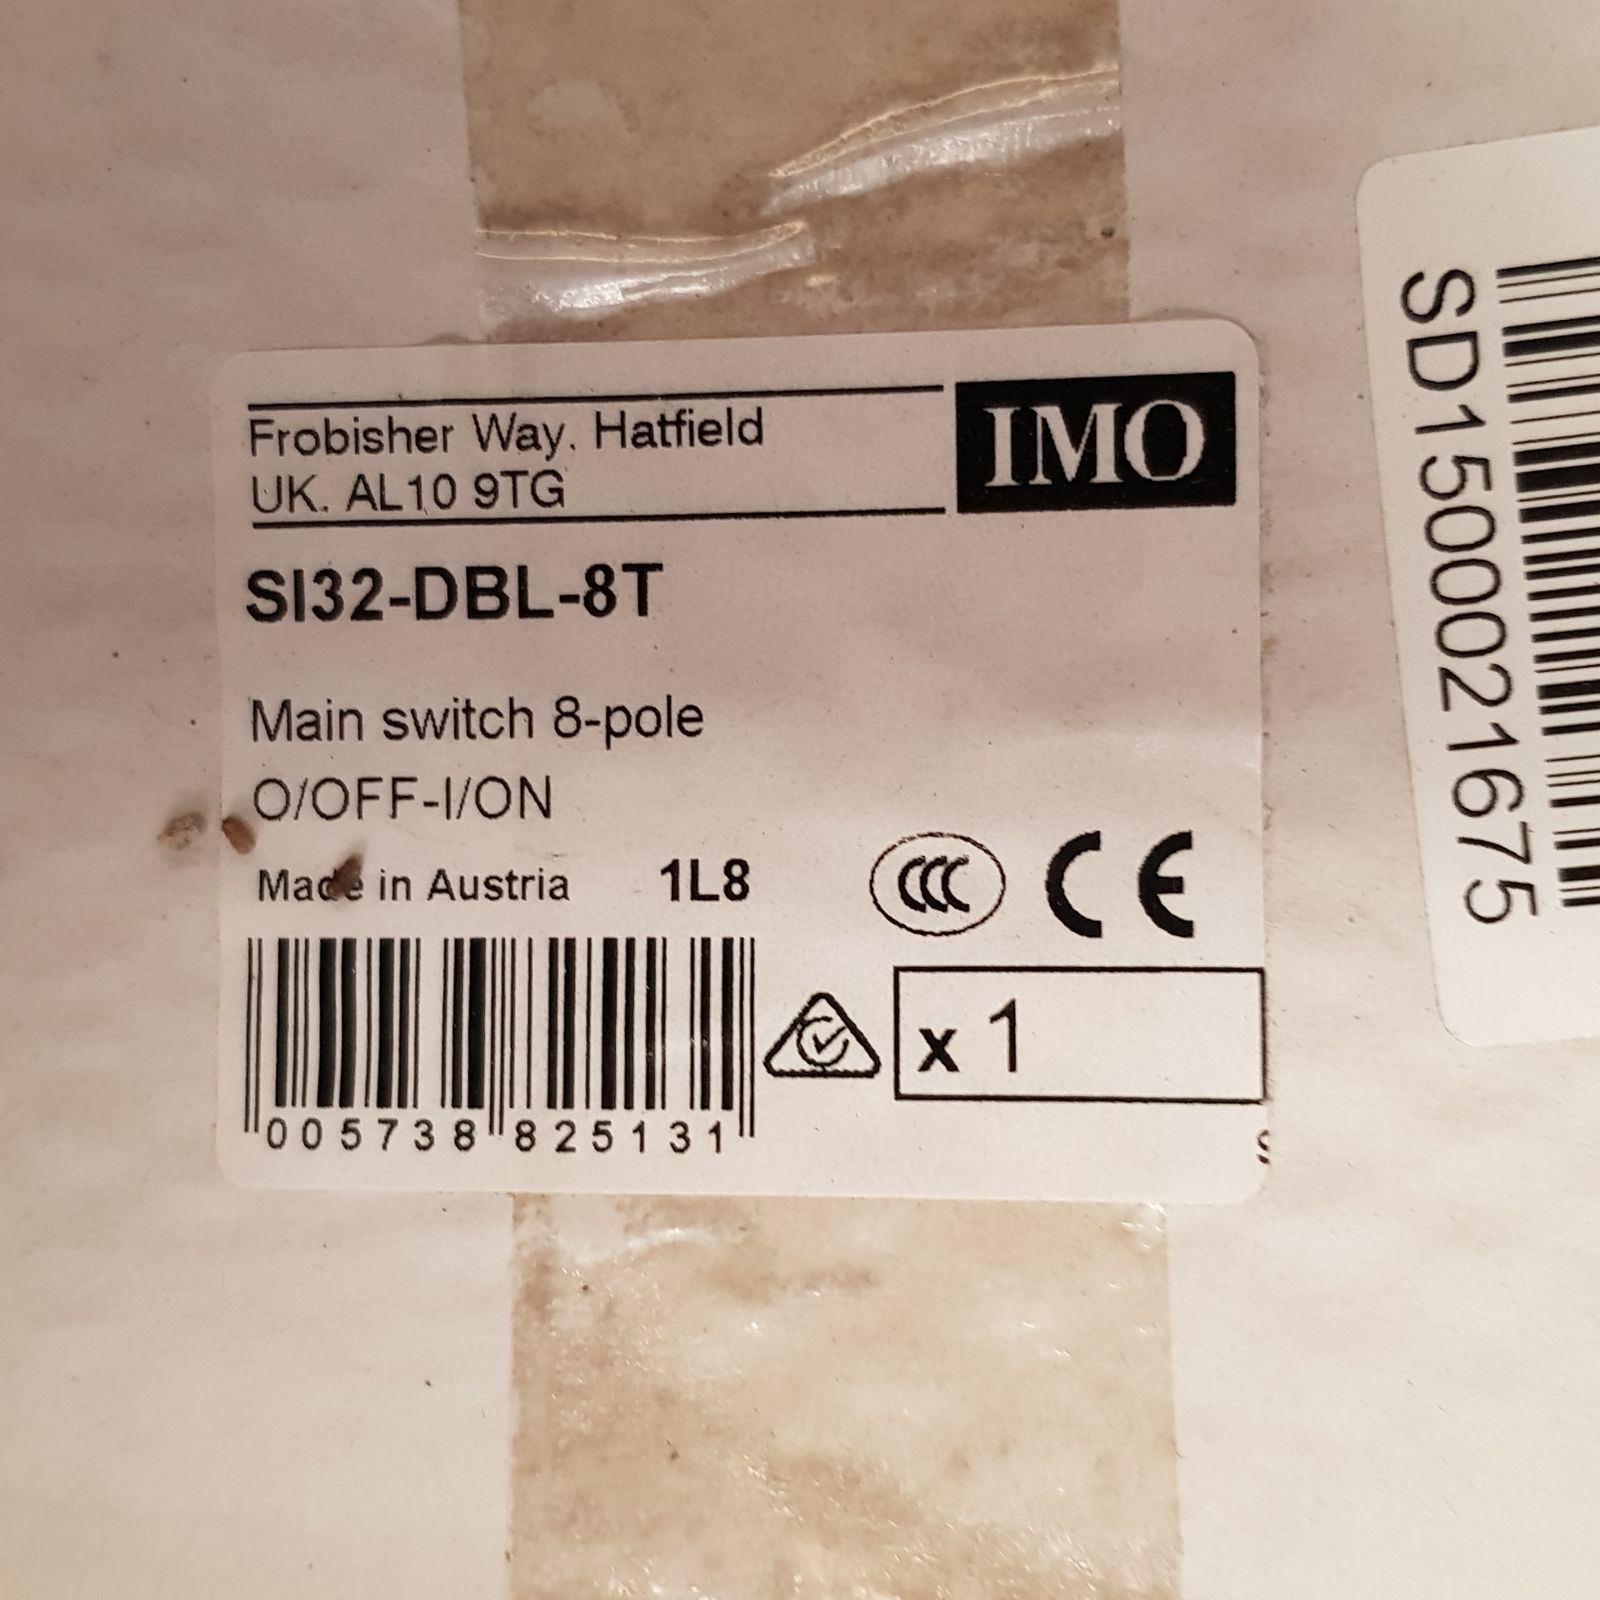 Frobisher Way. Hatfield
UK. AL10 9TG
IMO
SI32-DBL-8T
Main switch 8-pole
O/OFF-I/ON
Made in Austria 1L8
CCC CE
x 1
005738 825131
SD1500021675